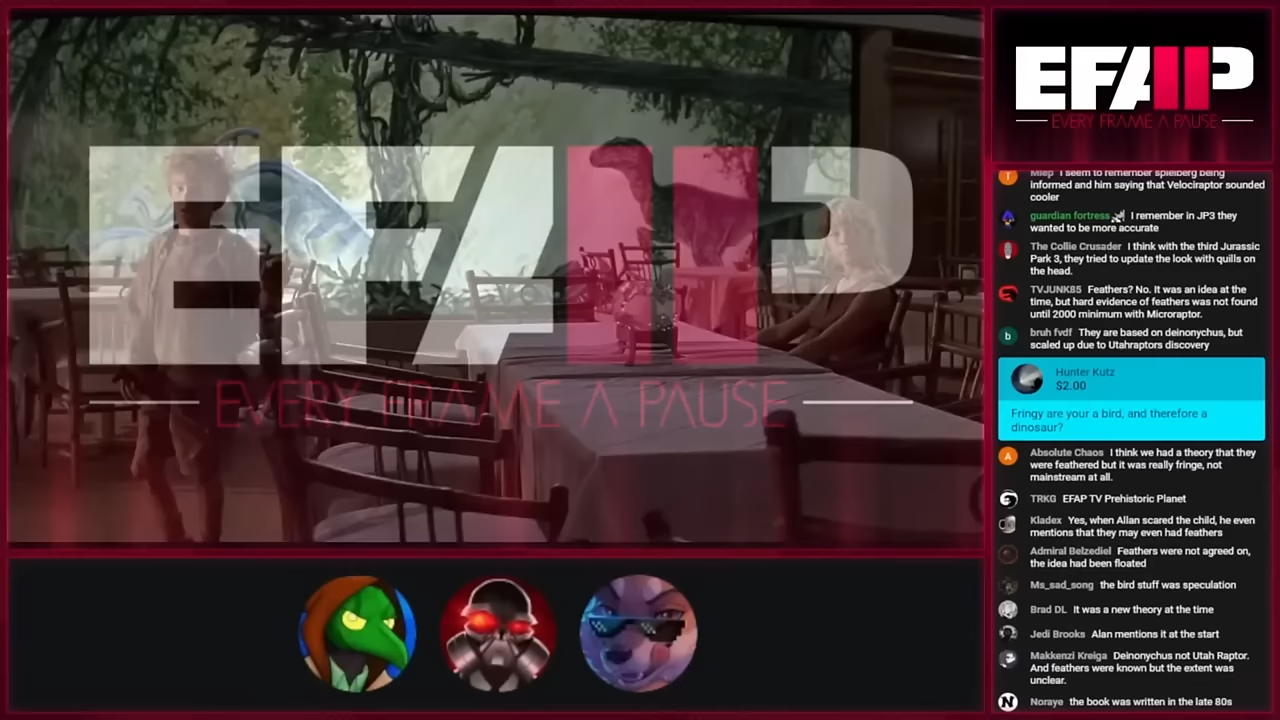 EFAP
EVERY FRAME A PAUSE
EFAP
EVERY FRAME A PAUSE
Miep I seem to remember spielberg being
informed and him saying that Velociraptor sounded
cooler
guardian fortress I remember in JP3 they
wanted to be more accurate
The Collie Crusader I think with the third Jurassic
Park 3, they tried to update the look with quills on
the head.
TVJUNK85 Feathers? No. It was an idea at the
time, but hard evidence of feathers was not found
until 2000 minimum with Microraptor.
bruh fvdf They are based on deinonychus, but
scaled up due to Utahraptors discovery
Hunter Kutz
$2.00
Fringy are your a bird, and therefore a
dinosaur?
Absolute Chaos I think we had a theory that they
were feathered but it was really fringe, not
mainstream at all.
TRKG EFAP TV Prehistoric Planet
Kladex Yes, when Allan scared the child, he even
mentions that they may even had feathers
Admiral Belzediel Feathers were not agreed on,
the idea had been floated
Ms_sad_song the bird stuff was speculation
Brad DL It was a new theory at the time
Jedi Brooks Alan mentions it at the start
Makkenzi Kreiga Deinonychus not Utah Raptor.
And feathers were known but the extent was
unclear.
Noraye the book was written in the late 80s